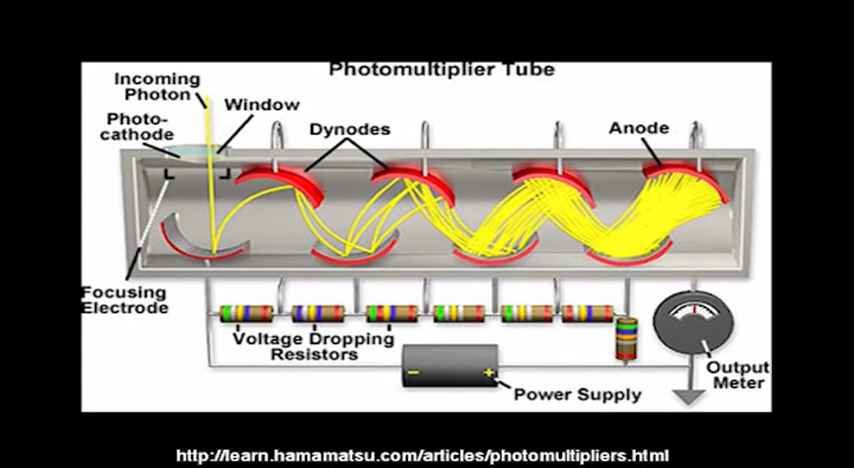 Photomultiplier Tube
Incoming
Photon
Window
Photo-
cathode
Dynodes
Anode
Focusing
Electrode
Voltage Dropping
Resistors
Output
Meter
Power Supply
http://learn.hamamatsu.com/articles/photomultipliers.html